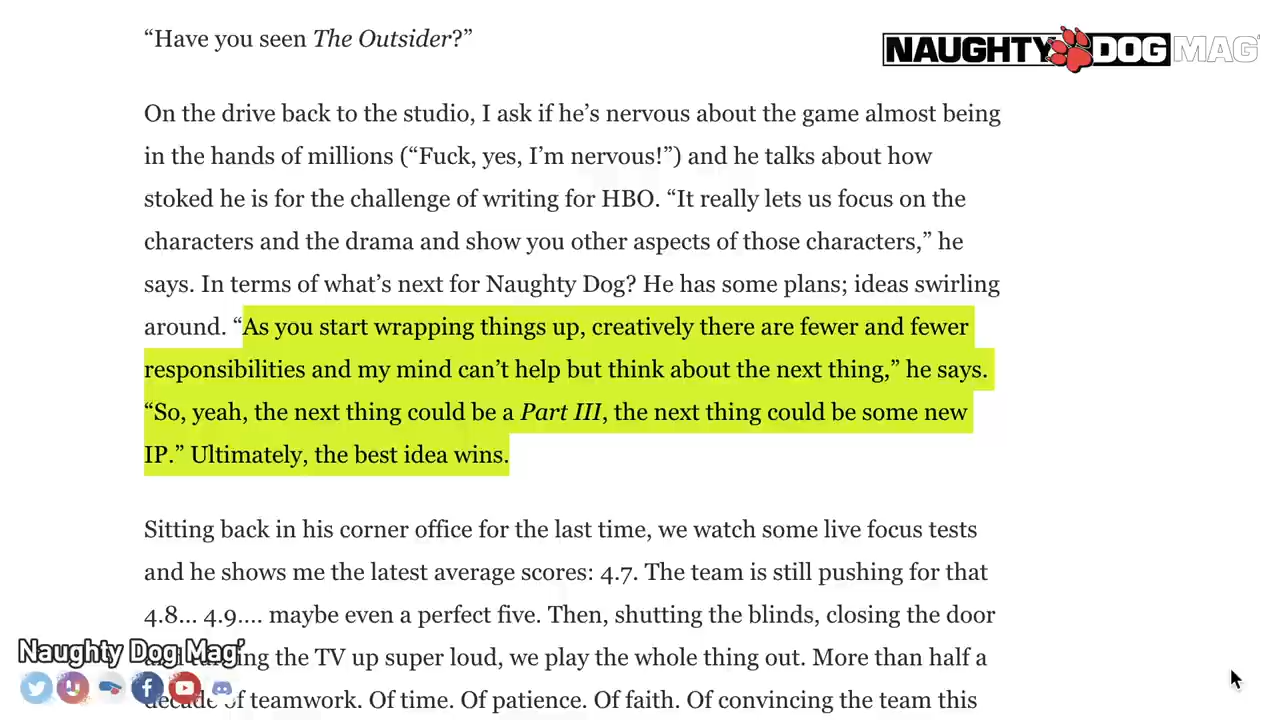 “Have you seen The Outsider?”
NAUGHTY DOG MAG'
On the drive back to the studio, I ask if he’s nervous about the game almost being
in the hands of millions (“Fuck, yes, I’m nervous!”) and he talks about how
stoked he is for the challenge of writing for HBO. “It really lets us focus on the
characters and the drama and show you other aspects of those characters,” he
says. In terms of what’s next for Naughty Dog? He has some plans; ideas swirling
around. “As you start wrapping things up, creatively there are fewer and fewer
responsibilities and my mind can’t help but think about the next thing,” he says.
“So, yeah, the next thing could be a Part III, the next thing could be some new
IP.” Ultimately, the best idea wins.
Sitting back in his corner office for the last time, we watch some live focus tests
and he shows me the latest average scores: 4.7. The team is still pushing for that
4.8... 4.9.... maybe even a perfect five. Then, shutting the blinds, closing the door
Naughty Dog Mag'
the TV up super loud, we play the whole thing out. More than half a
decade of teamwork. Of time. Of patience. Of faith. Of convincing the team this